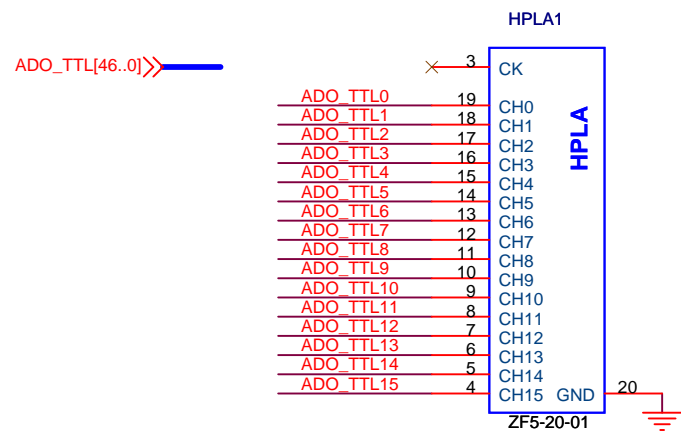 HPLA1
ADO_TTL[46..0]
3 CK
HPLA
ADO_TTL0 19 CH0
ADO_TTL1 18 CH1
ADO_TTL2 17 CH2
ADO_TTL3 16 CH3
ADO_TTL4 15 CH4
ADO_TTL5 14 CH5
ADO_TTL6 13 CH6
ADO_TTL7 12 CH7
ADO_TTL8 11 CH8
ADO_TTL9 10 CH9
ADO_TTL10 9 CH10
ADO_TTL11 8 CH11
ADO_TTL12 7 CH12
ADO_TTL13 6 CH13
ADO_TTL14 5 CH14
ADO_TTL15 4 CH15 GND 20
ZF5-20-01